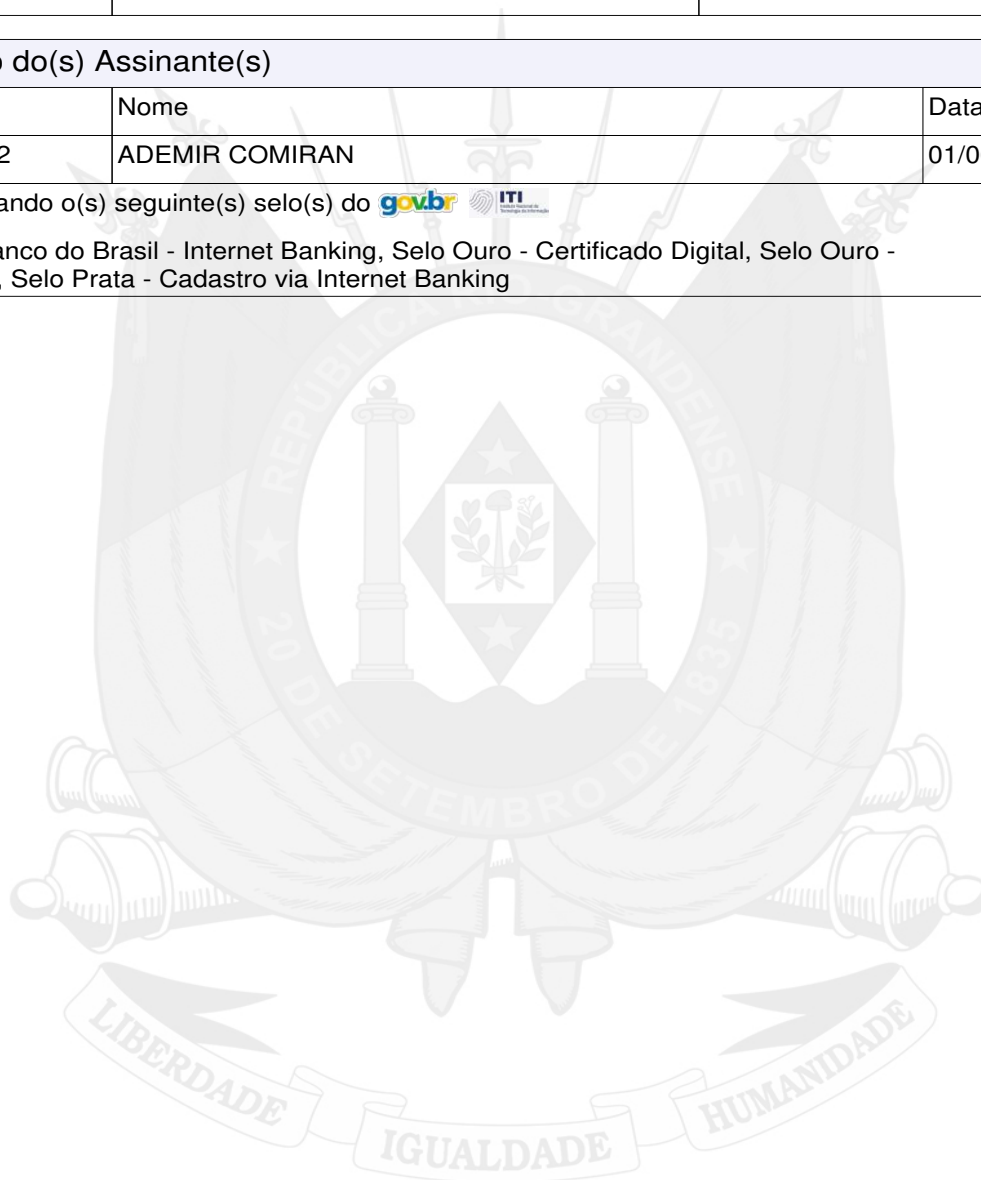 o do(s) Assinante(s)
Nome Data
2 ADEMIR COMIRAN 01/0
ando o(s) seguinte(s) selo(s) do gov.br ITI
anco do Brasil - Internet Banking, Selo Ouro - Certificado Digital, Selo Ouro -
, Selo Prata - Cadastro via Internet Banking
REPÚBLICA RIO GRANDENSE
20 DE SETEMBRO DE 1835
LIBERDADE
IGUALDADE
HUMANIDADE